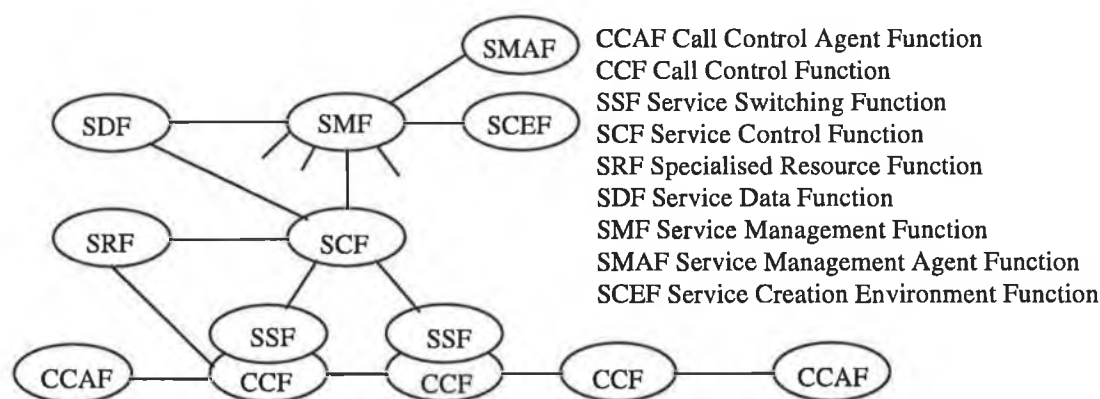 SMAF
SDF
SMF
SCEF
SRF
SCF
SSF
SSF
CCAF
CCF
CCF
CCF
CCAF
CCAF Call Control Agent Function
CCF Call Control Function
SSF Service Switching Function
SCF Service Control Function
SRF Specialised Resource Function
SDF Service Data Function
SMF Service Management Function
SMAF Service Management Agent Function
SCEF Service Creation Environment Function